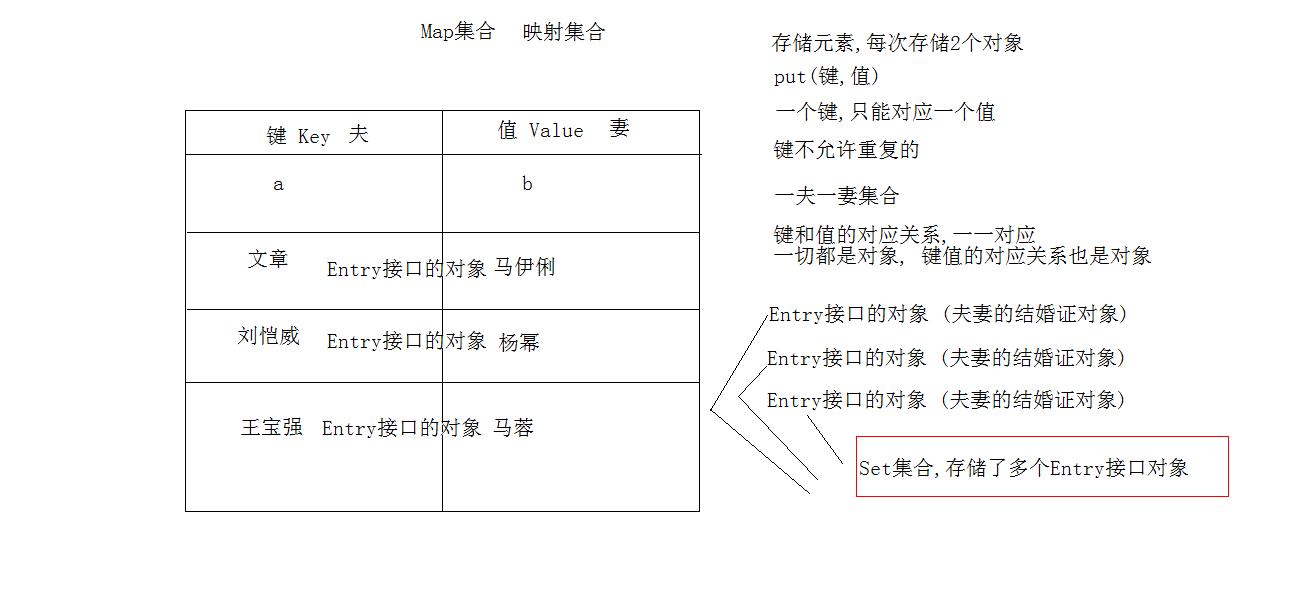 Map集合 映射集合
存储元素,每次存储2个对象
put(键,值)
一个键,只能对应一个值
键 Key 夫 值 Value 妻
键不允许重复的
a b
一夫一妻集合
键和值的对应关系,一一对应
一切都是对象, 键值的对应关系也是对象
文章 Entry接口的对象 马伊俐
刘恺威 Entry接口的对象 杨幂
王宝强 Entry接口的对象 马蓉
Entry接口的对象 (夫妻的结婚证对象)
Entry接口的对象 (夫妻的结婚证对象)
Entry接口的对象 (夫妻的结婚证对象)
Set集合,存储了多个Entry接口对象